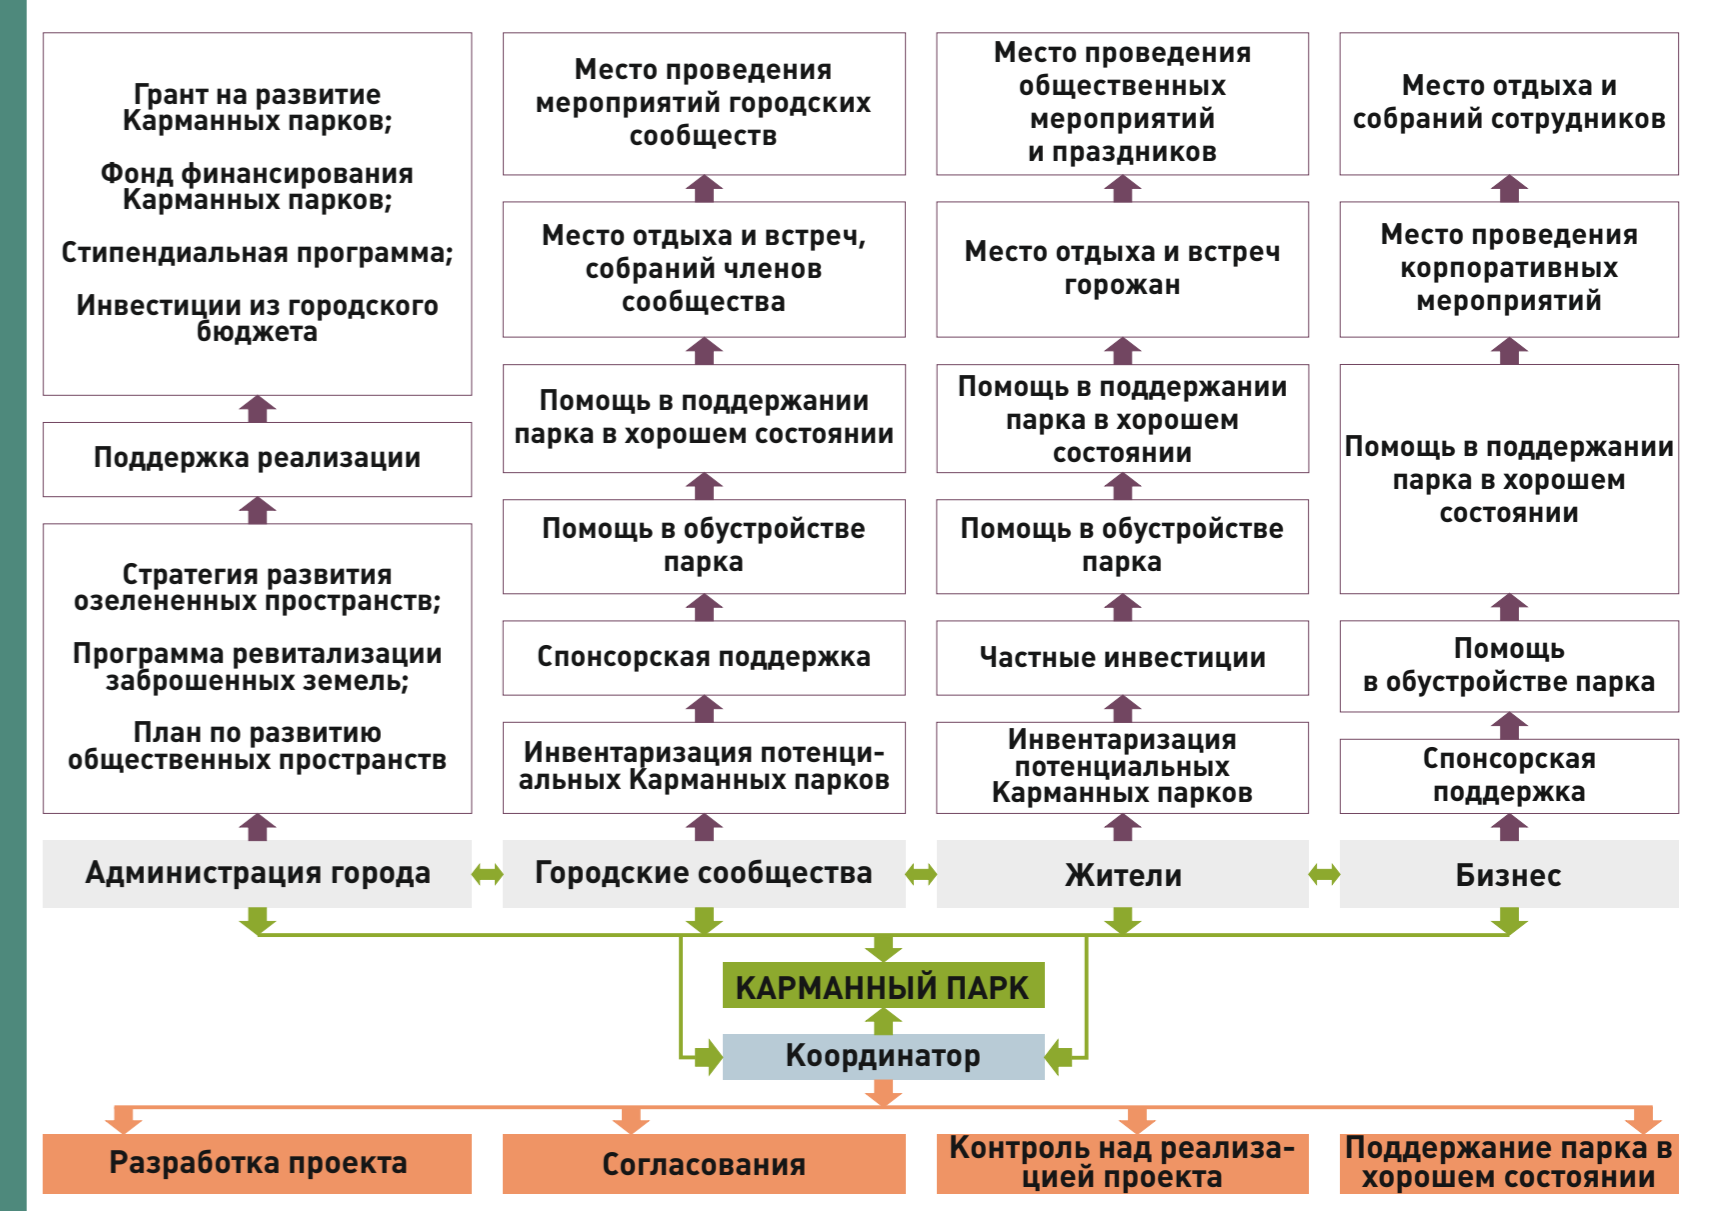 Грант на развитие
Карманных парков;
Фонд финансирования
Карманных парков;
Стипендиальная программа;
Инвестиции из городского
бюджета
Поддержка реализации
Стратегия развития
озелененных пространств;
Программа ревитализации
заброшенных земель;
План по развитию
общественных пространств
Администрация города
Место проведения
мероприятий городских
сообществ
Место отдыха и встреч,
собраний членов
сообщества
Помощь в поддержании
парка в хорошем состоянии
Помощь в обустройстве
парка
Спонсорская поддержка
Инвентаризация потенци-
альных Карманных парков
Городские сообщества
Место проведения
общественных
мероприятий
и праздников
Место отдыха и встреч
горожан
Помощь в поддержании
парка в хорошем
состоянии
Помощь в обустройстве
парка
Частные инвестиции
Инвентаризация
потенциальных
Карманных парков
Жители
Место отдыха и
собраний сотрудников
Место проведения
корпоративных
мероприятий
Помощь в поддержании
парка в хорошем
состоянии
Помощь
в обустройстве парка
Спонсорская
поддержка
Бизнес
КАРМАННЫЙ ПАРК
Координатор
Разработка проекта
Согласования
Контроль над реализа-
цией проекта
Поддержание парка в
хорошем состоянии